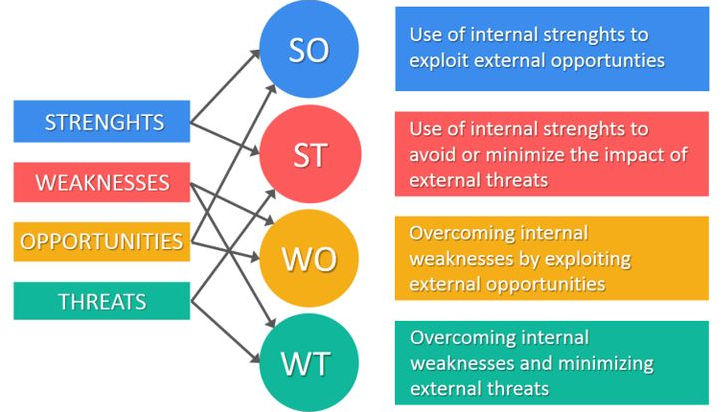 STRENGHTS
WEAKNESSES
OPPORTUNITIES
THREATS
SO
ST
WO
WT
Use of internal strenghts to
exploit external opportunties
Use of internal strenghts to
avoid or minimize the impact of
external threats
Overcoming internal
weaknesses by exploiting
external opportunities
Overcoming internal
weaknesses and minimizing
external threats